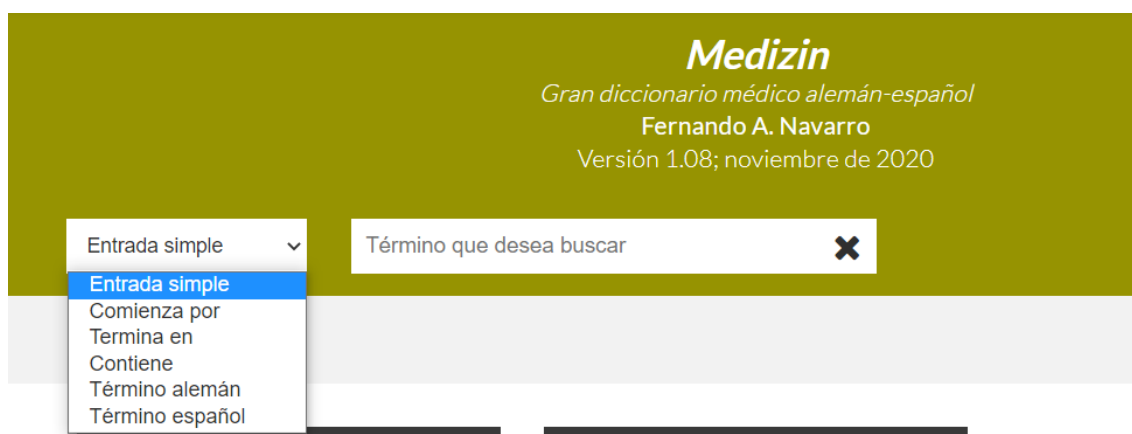 Medizin
Gran diccionario médico alemán-español
Fernando A. Navarro
Versión 1.08; noviembre de 2020
Entrada simple
Término que desea buscar
Entrada simple
Comienza por
Termina en
Contiene
Término alemán
Término español